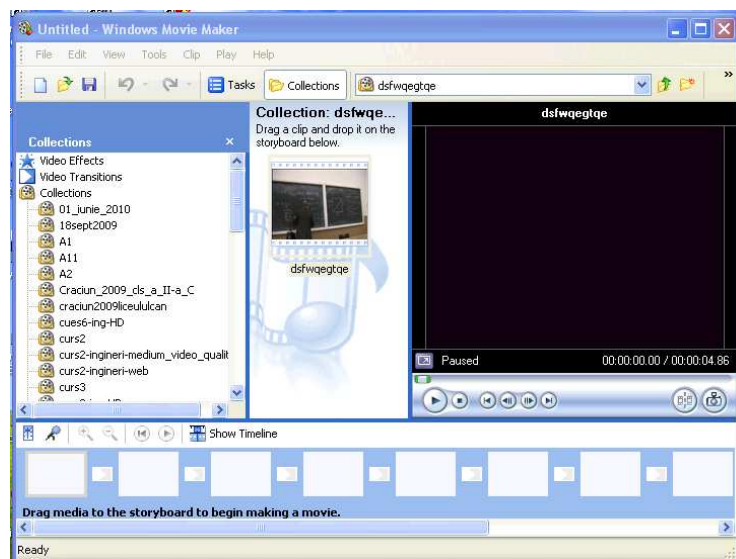 Untitled - Windows Movie Maker
File Edit View Tools Clip Play Help
Tasks Collections dsfwqegtqe »
Collections ×
Video Effects
Video Transitions
Collections
01_iunie_2010
18sept2009
A1
A11
A2
Craciun_2009_cls_a_II-a_C
craciun2009liceululcan
cues6-ing-HD
curs2
curs2-ingineri-medium_video_qualit
curs2-ingineri-web
curs3
Collection: dsfwqe...
Drag a clip and drop it on the
storyboard below.
dsfwqegtqe
dsfwqegtqe
Paused 00:00:00.00 / 00:00:04.86
Show Timeline
Drag media to the storyboard to begin making a movie.
Ready